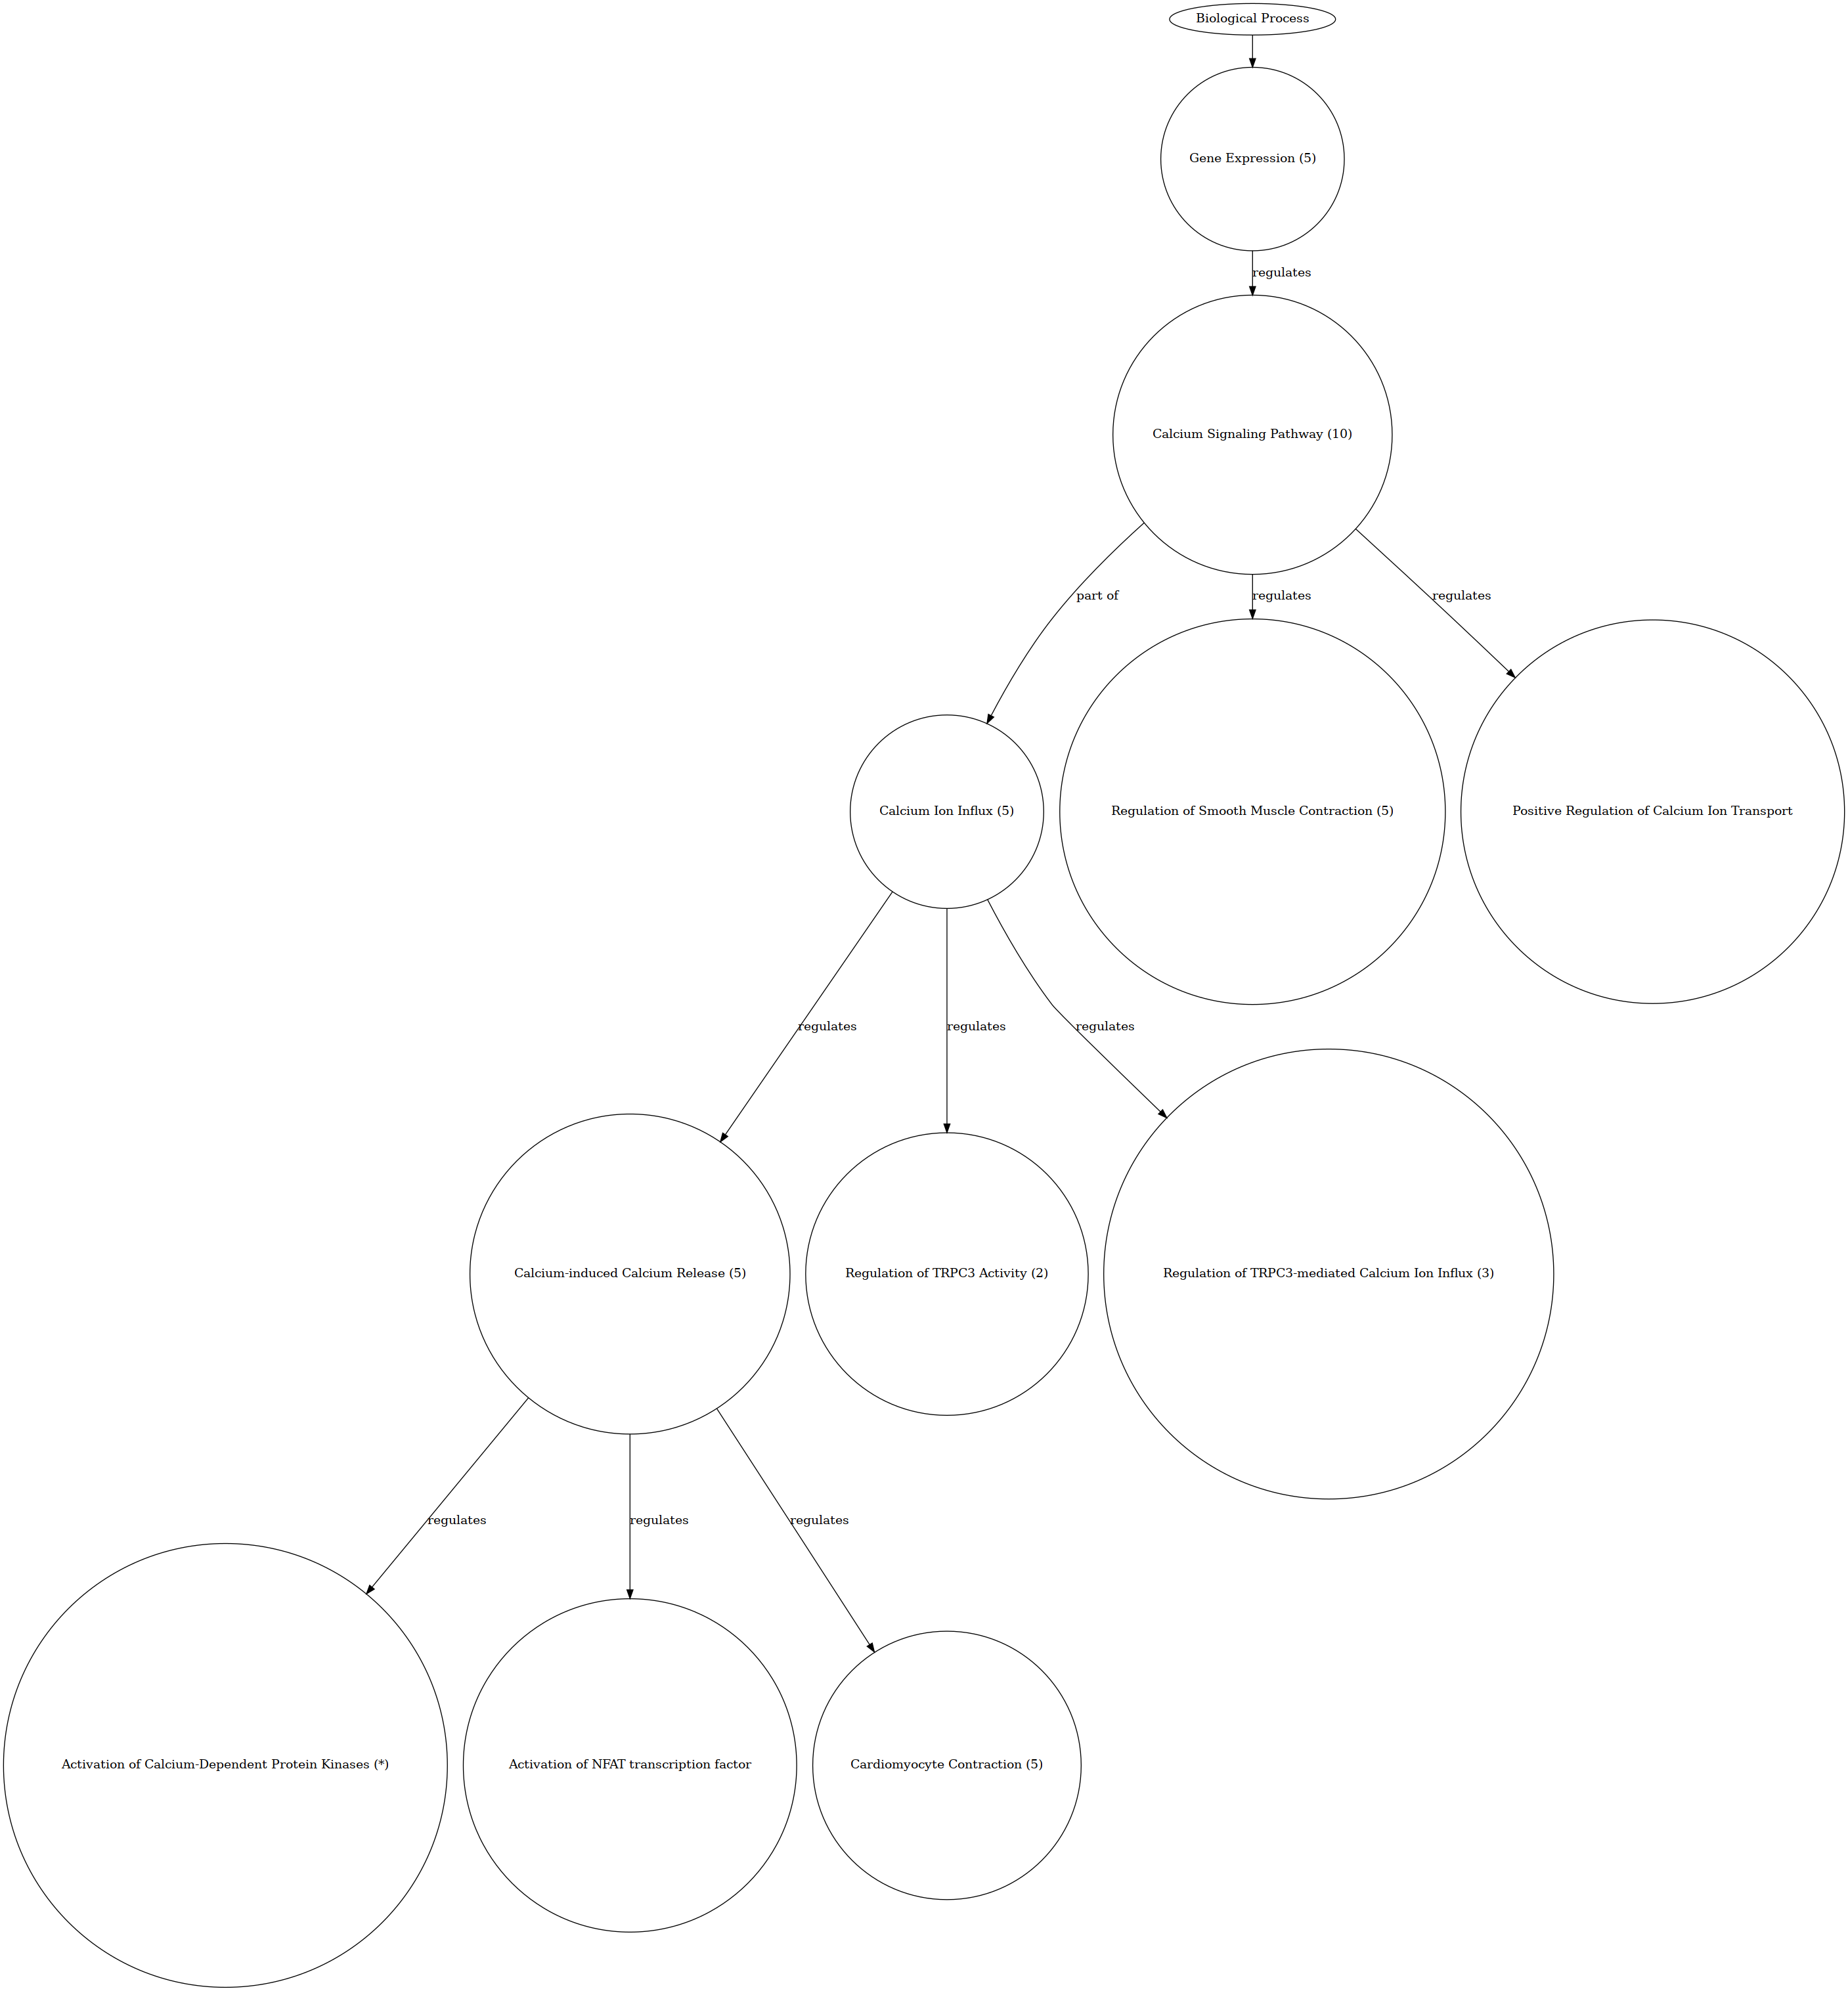 Biological Process
Gene Expression (5)
regulates
Calcium Signaling Pathway (10)
part of
regulates
regulates
Calcium Ion Influx (5)
Regulation of Smooth Muscle Contraction (5)
Positive Regulation of Calcium Ion Transport
regulates
regulates
regulates
Calcium-induced Calcium Release (5)
Regulation of TRPC3 Activity (2)
Regulation of TRPC3-mediated Calcium Ion Influx (3)
regulates
regulates
regulates
Activation of Calcium-Dependent Protein Kinases (*)
Activation of NFAT transcription factor
Cardiomyocyte Contraction (5)